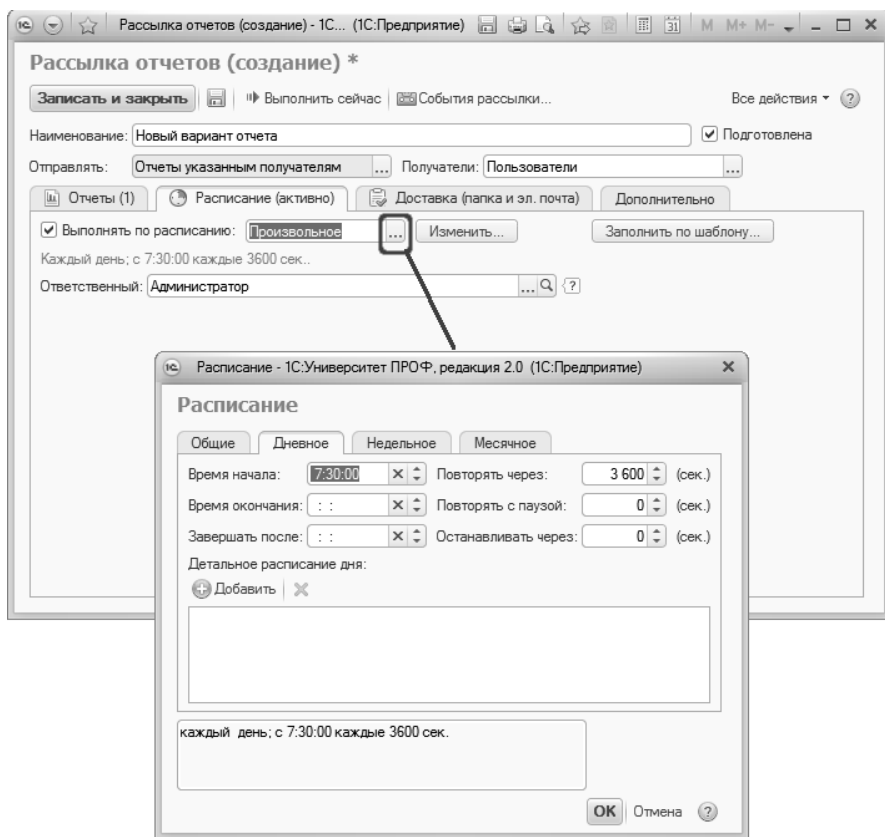 Рассылка отчетов (создание) - 1С... (1С:Предприятие) 31 M M+ M-
Рассылка отчетов (создание) *
Записать и закрыть Выполнить сейчас События рассылки... Все действия ?
Наименование: Новый вариант отчета Подготовлена
Отправлять: Отчеты указанным получателям ... Получатели: Пользователи ...
Отчеты (1) Расписание (активно) Доставка (папка и эл. почта) Дополнительно
Выполнять по расписанию: Произвольное ... Изменить... Заполнить по шаблону...
Каждый день; с 7:30:00 каждые 3600 сек..
Ответственный: Администратор ... ?
Расписание - 1С:Университет ПРОФ, редакция 2.0 (1С:Предприятие)
Расписание
Общие Дневное Недельное Месячное
Время начала: 7:30:00 Повторять через: 3 600 (сек.)
Время окончания: : : Повторять с паузой: 0 (сек.)
Завершать после: : : Останавливать через: 0 (сек.)
Детальное расписание дня:
Добавить
каждый день; с 7:30:00 каждые 3600 сек.
OK Отмена ?